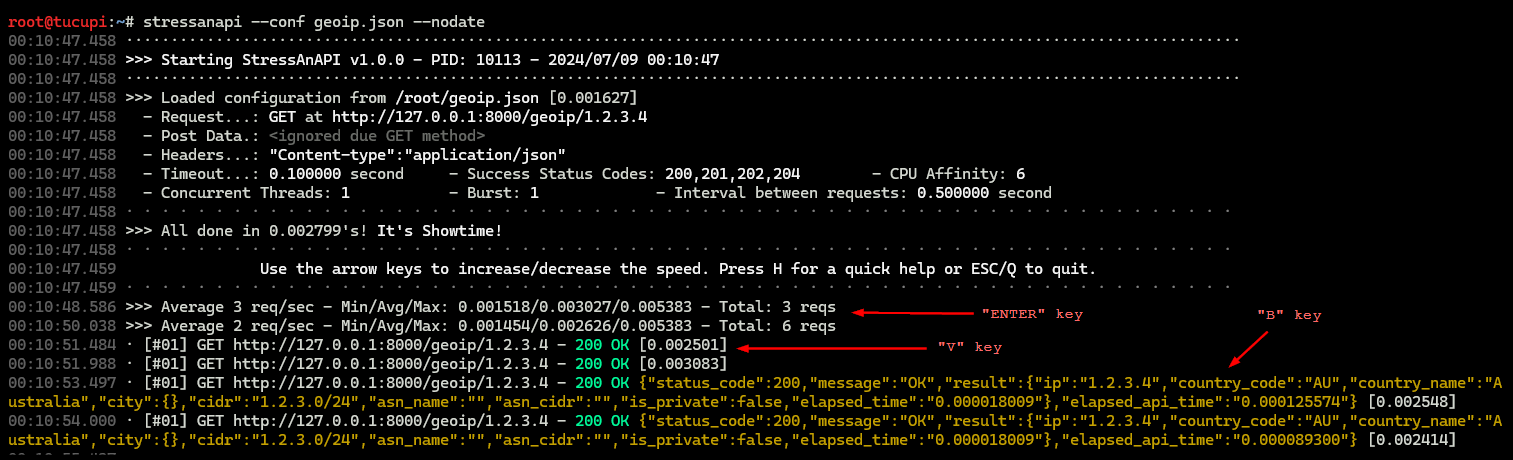 root@tucupi:~# stressanapi --conf geoip.json --nodate
00:10:47.458 ············································································································································
00:10:47.458 >>> Starting StressAnAPI v1.0.0 - PID: 10113 - 2024/07/09 00:10:47
00:10:47.458 ············································································································································
00:10:47.458 >>> Loaded configuration from /root/geoip.json [0.001627]
00:10:47.458   - Request...: GET at http://127.0.0.1:8000/geoip/1.2.3.4
00:10:47.458   - Post Data.: <ignored due GET method>
00:10:47.458   - Headers...: "Content-type":"application/json"
00:10:47.458   - Timeout...: 0.100000 second     - Success Status Codes: 200,201,202,204        - CPU Affinity: 6
00:10:47.458   - Concurrent Threads: 1           - Burst: 1             - Interval between requests: 0.500000 second
00:10:47.458 · · · · · · · · · · · · · · · · · · · · · · · · · · · · · · · · · · · · · · · · · · · · · · · · · · · · · · · · · · · · · ·
00:10:47.458 >>> All done in 0.002799's! It's Showtime!
00:10:47.458 · · · · · · · · · · · · · · · · · · · · · · · · · · · · · · · · · · · · · · · · · · · · · · · · · · · · · · · · · · · · · ·
00:10:47.459                Use the arrow keys to increase/decrease the speed. Press H for a quick help or ESC/Q to quit.
00:10:47.459 · · · · · · · · · · · · · · · · · · · · · · · · · · · · · · · · · · · · · · · · · · · · · · · · · · · · · · · · · · · · · ·
00:10:48.586 >>> Average 3 req/sec - Min/Avg/Max: 0.001518/0.003027/0.005383 - Total: 3 reqs
"ENTER" key
"B" key
00:10:50.038 >>> Average 2 req/sec - Min/Avg/Max: 0.001454/0.002626/0.005383 - Total: 6 reqs
00:10:51.484 · [#01] GET http://127.0.0.1:8000/geoip/1.2.3.4 - 200 OK [0.002501]
"V" key
00:10:51.988 · [#01] GET http://127.0.0.1:8000/geoip/1.2.3.4 - 200 OK [0.003083]
00:10:53.497 · [#01] GET http://127.0.0.1:8000/geoip/1.2.3.4 - 200 OK {"status_code":200,"message":"OK","result":{"ip":"1.2.3.4","country_code":"AU","country_name":"A
ustralia","city":{},"cidr":"1.2.3.0/24","asn_name":"","asn_cidr":"","is_private":false,"elapsed_time":"0.000018009"},"elapsed_api_time":"0.000125574"} [0.002548]
00:10:54.000 · [#01] GET http://127.0.0.1:8000/geoip/1.2.3.4 - 200 OK {"status_code":200,"message":"OK","result":{"ip":"1.2.3.4","country_code":"AU","country_name":"A
ustralia","city":{},"cidr":"1.2.3.0/24","asn_name":"","asn_cidr":"","is_private":false,"elapsed_time":"0.000018009"},"elapsed_api_time":"0.000089300"} [0.002414]